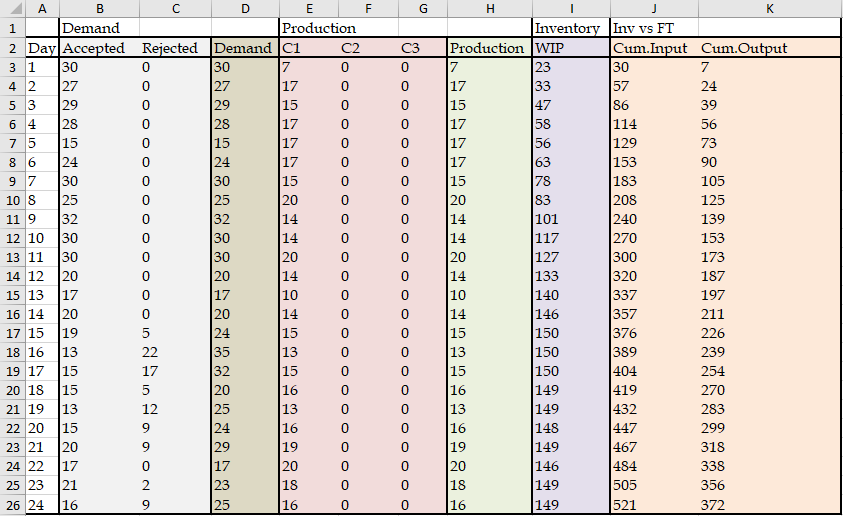 A B C D E F G H I J K
1 Demand Production Inventory Inv vs FT
2 Day Accepted Rejected Demand C1 C2 C3 Production WIP Cum.Input Cum.Output
3 1 30 0 30 7 0 0 7 23 30 7
4 2 27 0 27 17 0 0 17 33 57 24
5 3 29 0 29 15 0 0 15 47 86 39
6 4 28 0 28 17 0 0 17 58 114 56
7 5 15 0 15 17 0 0 17 56 129 73
8 6 24 0 24 17 0 0 17 63 153 90
9 7 30 0 30 15 0 0 15 78 183 105
10 8 25 0 25 20 0 0 20 83 208 125
11 9 32 0 32 14 0 0 14 101 240 139
12 10 30 0 30 14 0 0 14 117 270 153
13 11 30 0 30 20 0 0 20 127 300 173
14 12 20 0 20 14 0 0 14 133 320 187
15 13 17 0 17 10 0 0 10 140 337 197
16 14 20 0 20 14 0 0 14 146 357 211
17 15 19 5 24 15 0 0 15 150 376 226
18 16 13 22 35 13 0 0 13 150 389 239
19 17 15 17 32 15 0 0 15 150 404 254
20 18 15 5 20 16 0 0 16 149 419 270
21 19 13 12 25 13 0 0 13 149 432 283
22 20 15 9 24 16 0 0 16 148 447 299
23 21 20 9 29 19 0 0 19 149 467 318
24 22 17 0 17 20 0 0 20 146 484 338
25 23 21 2 23 18 0 0 18 149 505 356
26 24 16 9 25 16 0 0 16 149 521 372